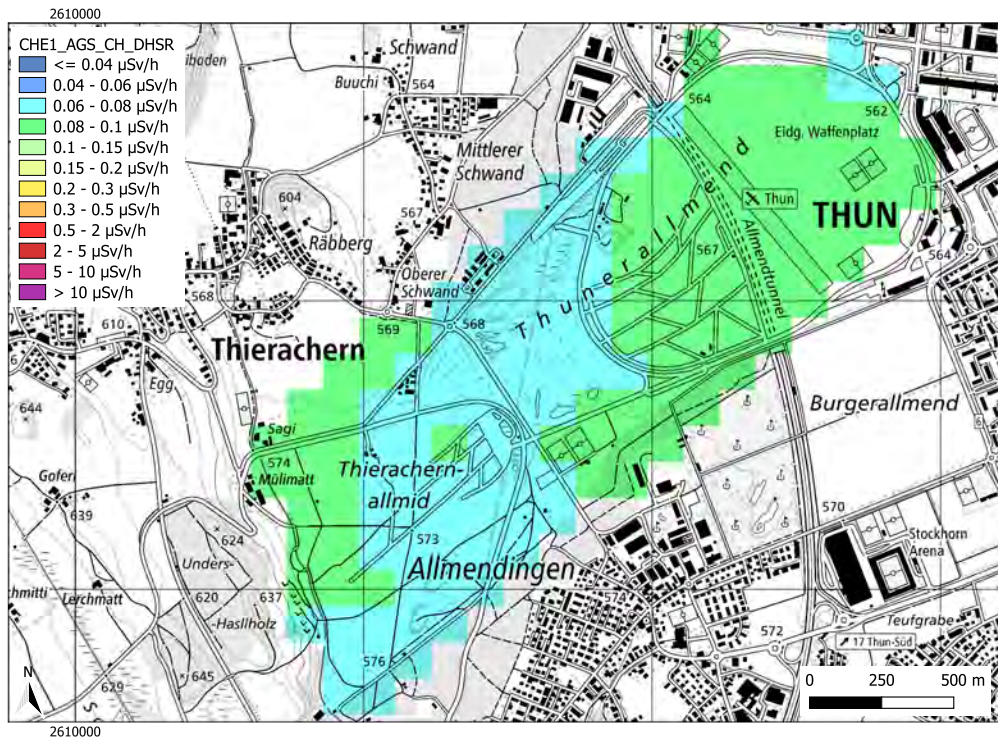 2610000
CHE1_AGS_CH_DHSR
<= 0.04 µSv/h
0.04 - 0.06 µSv/h
0.06 - 0.08 µSv/h
0.08 - 0.1 µSv/h
0.1 - 0.15 µSv/h
0.15 - 0.2 µSv/h
0.2 - 0.3 µSv/h
0.3 - 0.5 µSv/h
0.5 - 2 µSv/h
2 - 5 µSv/h
5 - 10 µSv/h
> 10 µSv/h
Schwand
Buuchi
564
564
562
Eidg. Waffenplatz
Mittlerer
Schwand
604
567
Thun
THUN
Räbberg
Thunerallmend
567
Allmendtunnel
564
Oberer
Schwand
568
569
568
610
Thierachern
Egg
644
Burgerallmend
Sagi
574
Mülimatt
Thierachern-
allmid
Goferi
639
570
624
573
Stockhorn
Arena
Unders-
Allmendingen
Lerchmatt
620
637
574
-Hasllholz
572
Teufgrabe
17 Thun-Süd
576
645
629
N
0
250
500 m
2610000